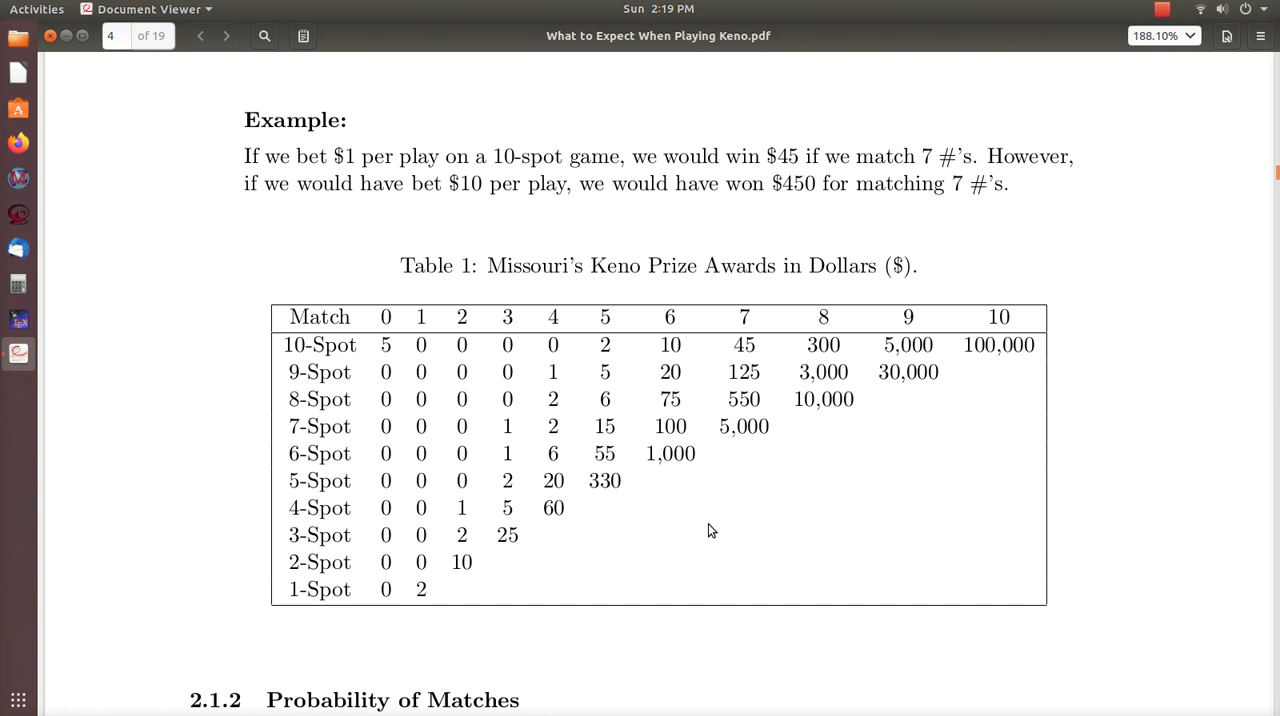 Activities Document Viewer Sun 2:19 PM
4 of 19 What to Expect When Playing Keno.pdf 188.10%
Example:
If we bet $1 per play on a 10-spot game, we would win $45 if we match 7 #'s. However,
if we would have bet $10 per play, we would have won $450 for matching 7 #'s.
Table 1: Missouri's Keno Prize Awards in Dollars ($).
Match 0 1 2 3 4 5 6 7 8 9 10
10-Spot 5 0 0 0 0 2 10 45 300 5,000 100,000
9-Spot 0 0 0 0 1 5 20 125 3,000 30,000
8-Spot 0 0 0 0 2 6 75 550 10,000
7-Spot 0 0 0 1 2 15 100 5,000
6-Spot 0 0 0 1 6 55 1,000
5-Spot 0 0 0 2 20 330
4-Spot 0 0 1 5 60
3-Spot 0 0 2 25
2-Spot 0 0 10
1-Spot 0 2
2.1.2 Probability of Matches